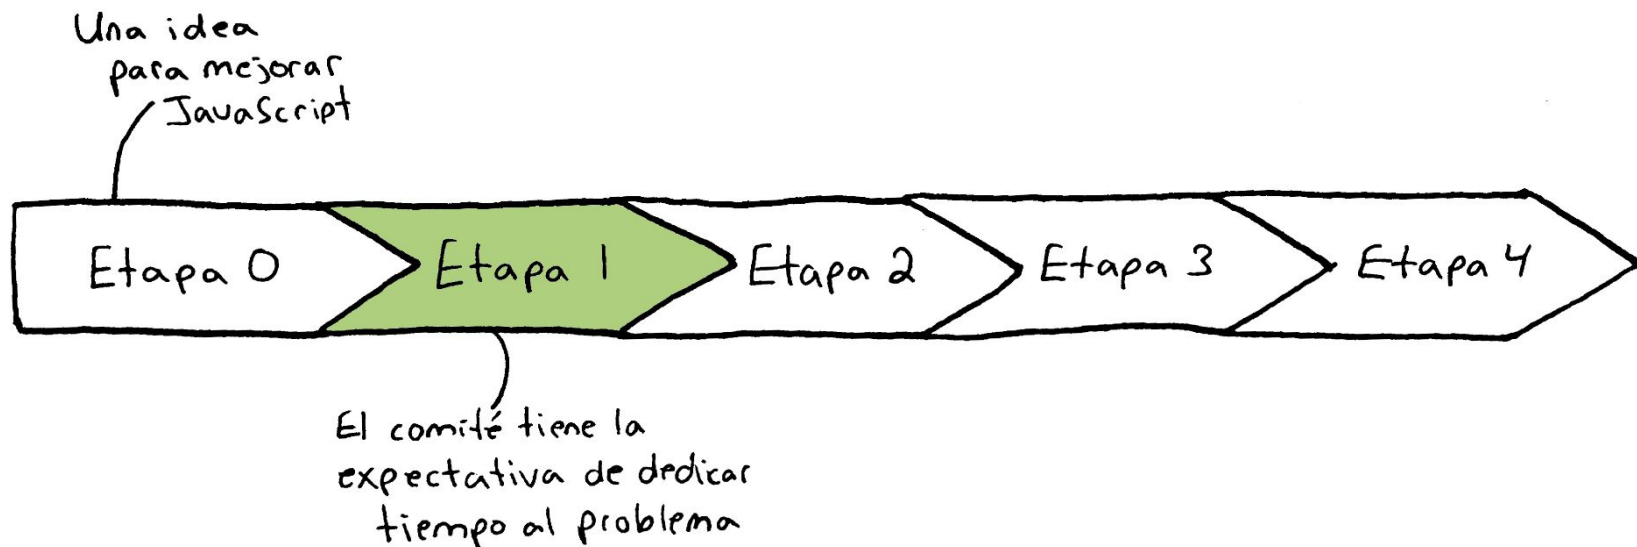 Una idea
para mejorar
JavaScript
Etapa 0
Etapa 1
Etapa 2
Etapa 3
Etapa 4
El comité tiene la
expectativa de dedicar
tiempo al problema